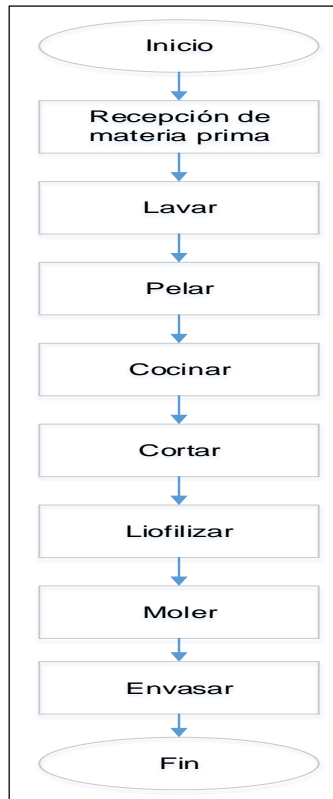 Inicio
Recepción de
materia prima
Lavar
Pelar
Cocinar
Cortar
Liofilizar
Moler
Envasar
Fin